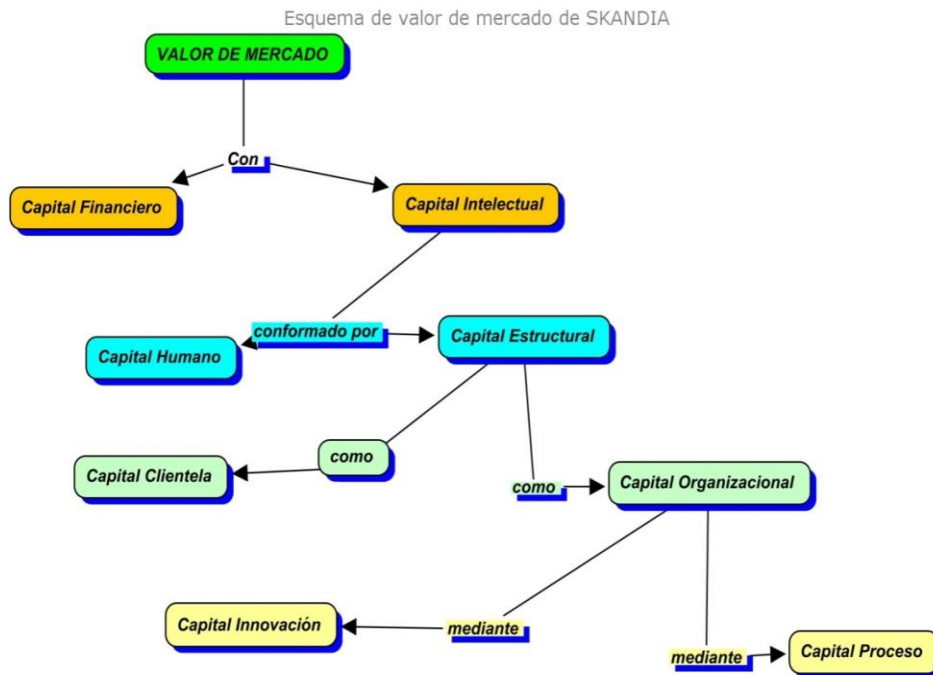 Esquema de valor de mercado de SKANDIA
VALOR DE MERCADO
Con
Capital Financiero
Capital Intelectual
conformado por
Capital Humano
Capital Estructural
como
Capital Clientela
como
Capital Organizacional
Capital Innovación
mediante
mediante
Capital Proceso